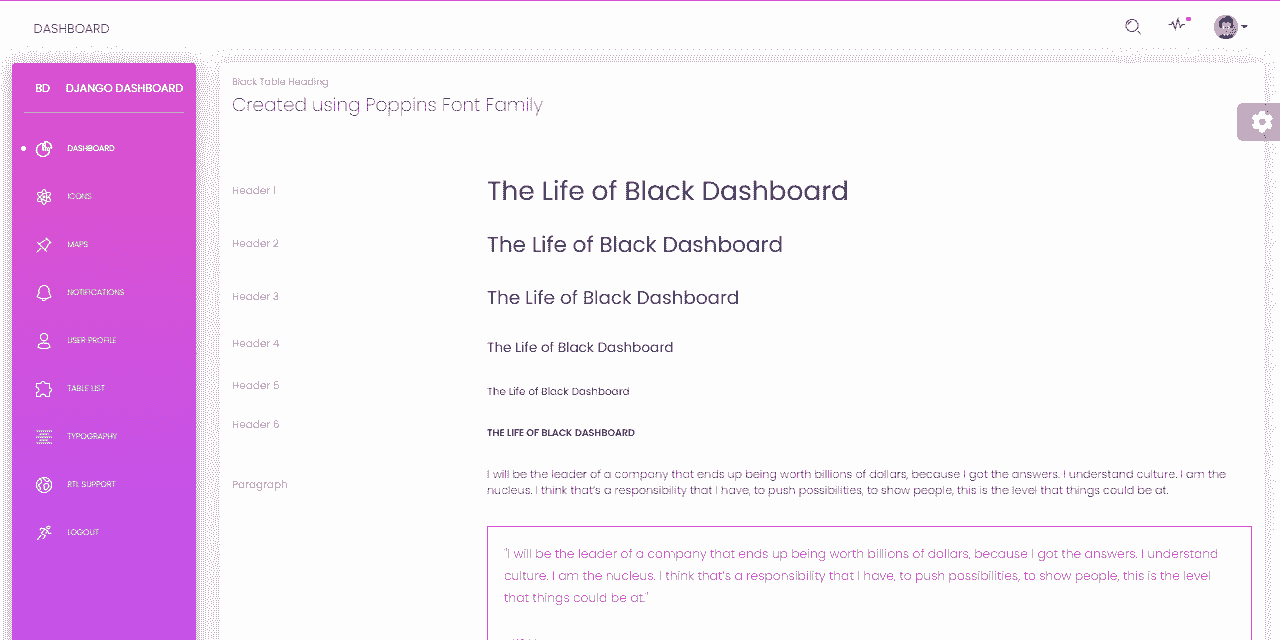 DASHBOARD
BD DJANGO DASHBOARD
DASHBOARD
ICONS
MAPS
NOTIFICATIONS
USER PROFILE
TABLE LIST
TYPOGRAPHY
RTL SUPPORT
LOGOUT
Black Table Heading
Created using Poppins Font Family
Header 1
The Life of Black Dashboard
Header 2
The Life of Black Dashboard
Header 3
The Life of Black Dashboard
Header 4
The Life of Black Dashboard
Header 5
The Life of Black Dashboard
Header 6
THE LIFE OF BLACK DASHBOARD
Paragraph
I will be the leader of a company that ends up being worth billions of dollars, because I got the answers. I understand culture. I am the
nucleus. I think that's a responsibility that I have, to push possibilities, to show people, this is the level that things could be at.
"I will be the leader of a company that ends up being worth billions of dollars, because I got the answers. I understand
culture. I am the nucleus. I think that's a responsibility that I have, to push possibilities, to show people, this is the level
that things could be at."